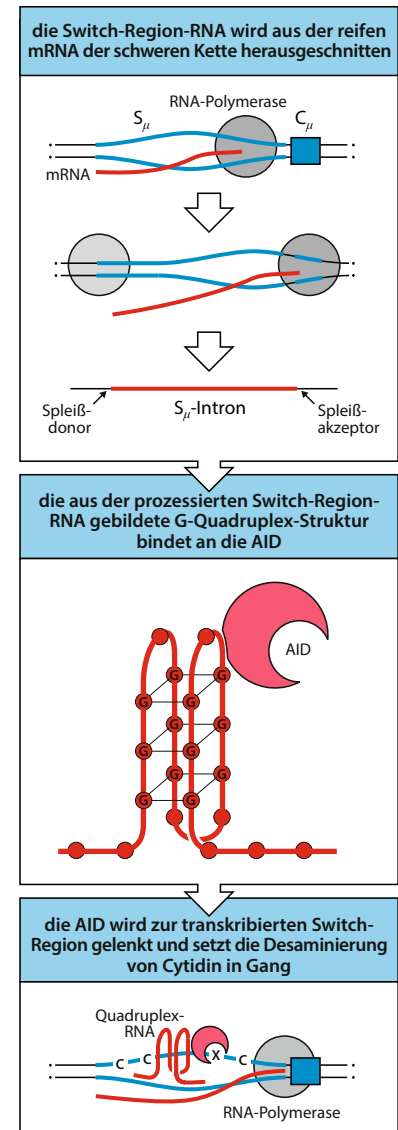 die Switch-Region-RNA wird aus der reifen
mRNA der schweren Kette herausgeschnitten
RNA-Polymerase
Sμ
Cμ
mRNA
Spleiß-
donor
Sμ-Intron
Spleiß-
akzeptor
die aus der prozessierten Switch-Region-
RNA gebildete G-Quadruplex-Struktur
bindet an die AID
AID
G G
G G
G G
G G
G G
G G
die AID wird zur transkribierten Switch-
Region gelenkt und setzt die Desaminierung
von Cytidin in Gang
Quadruplex-
RNA
C C X C
RNA-Polymerase